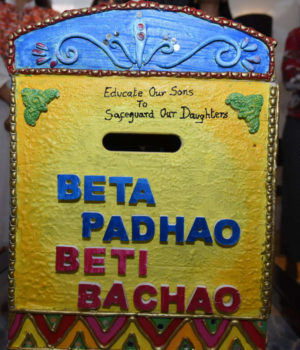 Educate Our Sons
To
Safeguard Our Daughters
BETA
PADHAO
BETI
BACHAO